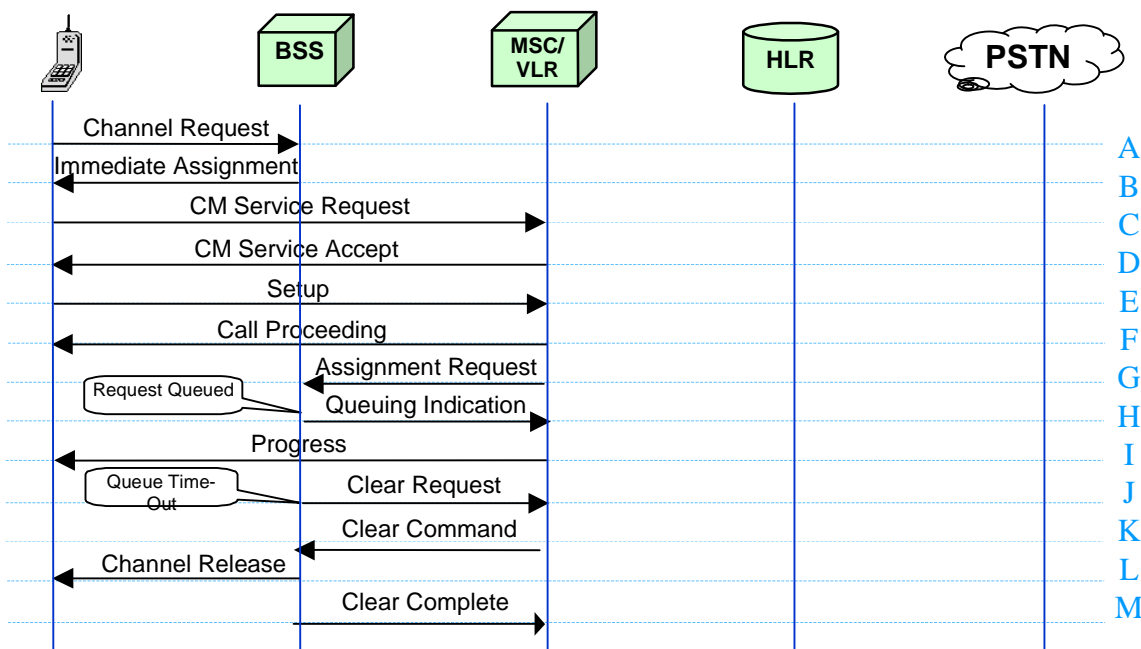 BSS
MSC/
VLR
HLR
PSTN
Channel Request
A
Immediate Assignment
B
CM Service Request
C
CM Service Accept
D
Setup
E
Call Proceeding
F
Assignment Request
G
Request Queued
Queuing Indication
H
Progress
I
Queue Time-
Out
Clear Request
J
Clear Command
K
Channel Release
L
Clear Complete
M